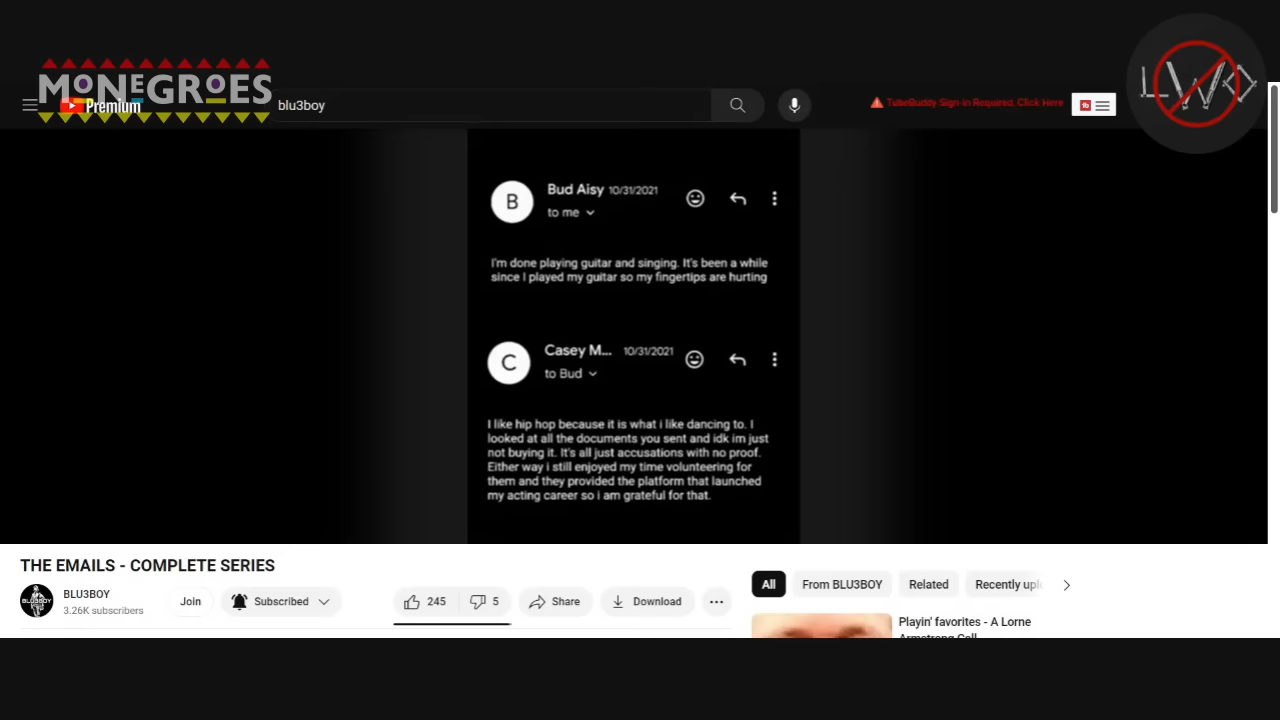 MONEGROES
Premium
blu3boy
TubeBuddy Sign-in Required, Click Here
tb
LWO
B
Bud Aisy 10/31/2021
to me
I'm done playing guitar and singing. It's been a while
since I played my guitar so my fingertips are hurting
C
Casey M... 10/31/2021
to Bud
I like hip hop because it is what i like dancing to. I
looked at all the documents you sent and idk im just
not buying it. It's all just accusations with no proof.
Either way i still enjoyed my time volunteering for
them and they provided the platform that launched
my acting career so i am grateful for that.
THE EMAILS - COMPLETE SERIES
BLU3BOY
BLU3BOY
3.26K subscribers
Join
Subscribed
245
5
Share
Download
All
From BLU3BOY
Related
Recently upl
Playin' favorites - A Lorne
Armstrong Call